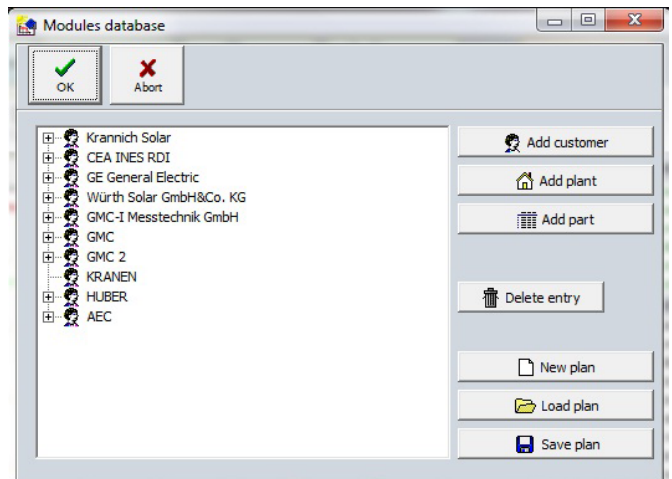 Modules database
OK
Abort
Krannich Solar
CEA INES RDI
GE General Electric
Würth Solar GmbH&Co. KG
GMC-I Messtechnik GmbH
GMC
GMC 2
KRANEN
HUBER
AEC
Add customer
Add plant
Add part
Delete entry
New plan
Load plan
Save plan